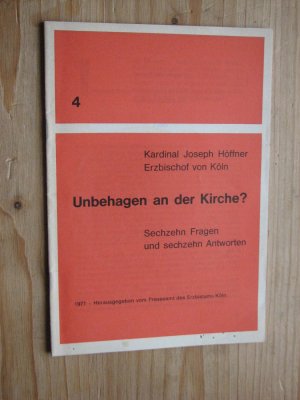 4
Kardinal Joseph Höffner
Erzbischof von Köln
Unbehagen an der Kirche?
Sechzehn Fragen
und sechzehn Antworten
1971 - Herausgegeben vom Presseamt des Erzbistums Köln